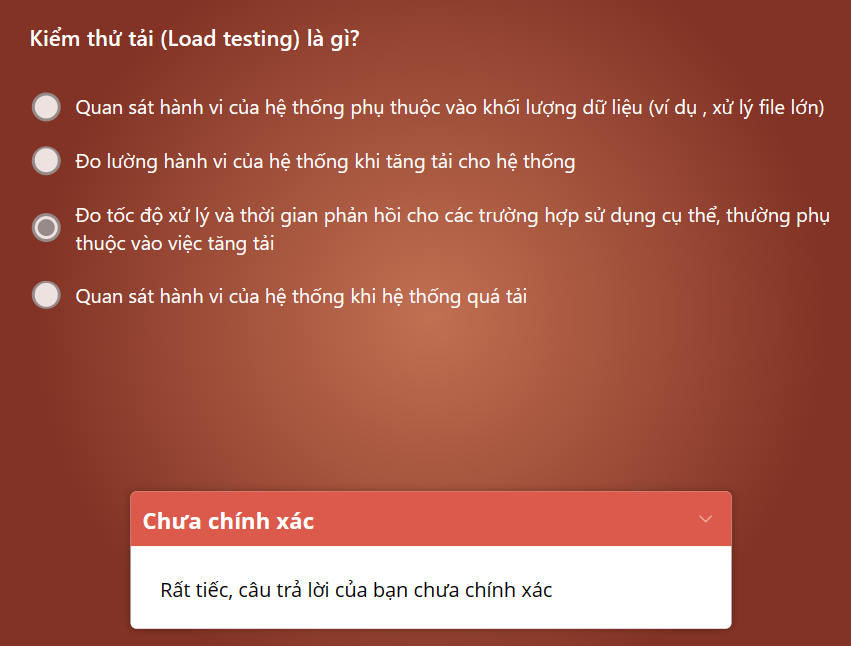 Kiểm thử tải (Load testing) là gì?
Quan sát hành vi của hệ thống phụ thuộc vào khối lượng dữ liệu (ví dụ , xử lý file lớn)
Đo lường hành vi của hệ thống khi tăng tải cho hệ thống
Đo tốc độ xử lý và thời gian phản hồi cho các trường hợp sử dụng cụ thể, thường phụ
thuộc vào việc tăng tải
Quan sát hành vi của hệ thống khi hệ thống quá tải
Chưa chính xác
Rất tiếc, câu trả lời của bạn chưa chính xác